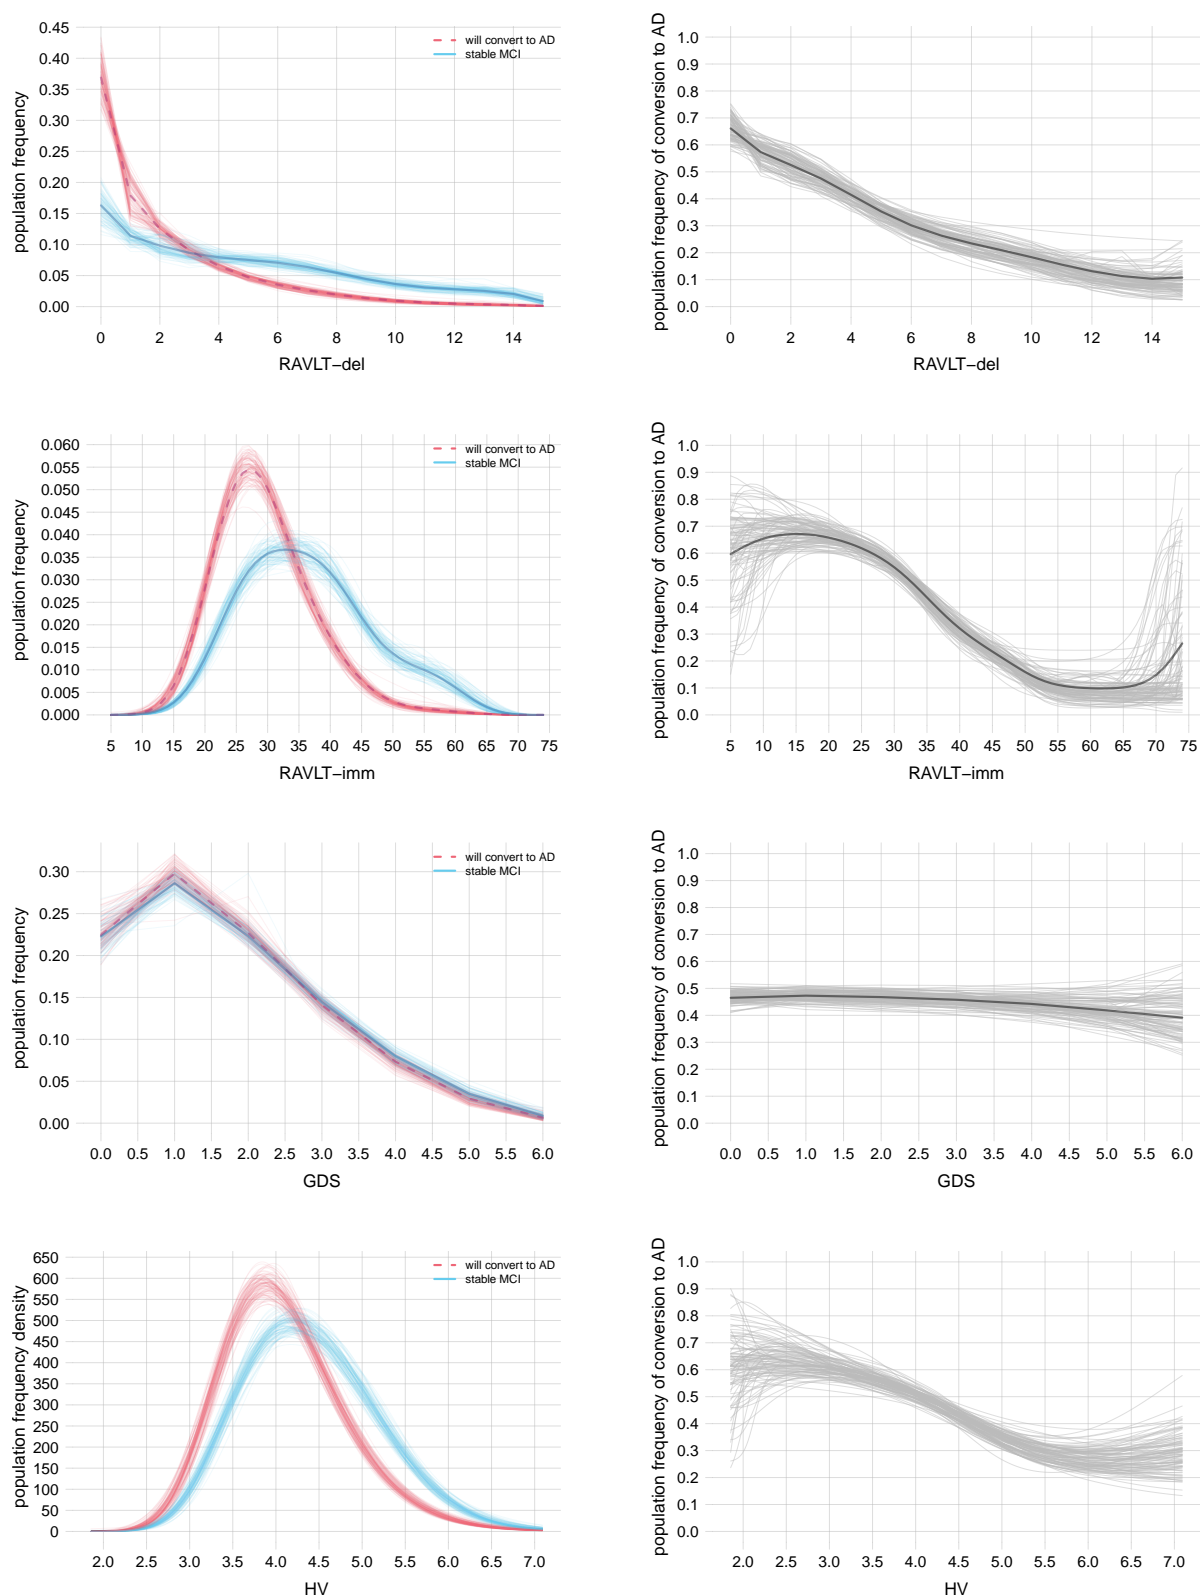 0.45
0.40
0.35
0.30
0.25
0.20
0.15
0.10
0.05
0.00
population frequency
will convert to AD
stable MCI
0 2 4 6 8 10 12 14
RAVLT−del
1.0
0.9
0.8
0.7
0.6
0.5
0.4
0.3
0.2
0.1
0.0
population frequency of conversion to AD
0 2 4 6 8 10 12 14
RAVLT−del
0.060
0.055
0.050
0.045
0.040
0.035
0.030
0.025
0.020
0.015
0.010
0.005
0.000
population frequency
will convert to AD
stable MCI
5 10 15 20 25 30 35 40 45 50 55 60 65 70 75
RAVLT−imm
1.0
0.9
0.8
0.7
0.6
0.5
0.4
0.3
0.2
0.1
0.0
population frequency of conversion to AD
5 10 15 20 25 30 35 40 45 50 55 60 65 70 75
RAVLT−imm
0.30
0.25
0.20
0.15
0.10
0.05
0.00
population frequency
will convert to AD
stable MCI
0.0 0.5 1.0 1.5 2.0 2.5 3.0 3.5 4.0 4.5 5.0 5.5 6.0
GDS
1.0
0.9
0.8
0.7
0.6
0.5
0.4
0.3
0.2
0.1
0.0
population frequency of conversion to AD
0.0 0.5 1.0 1.5 2.0 2.5 3.0 3.5 4.0 4.5 5.0 5.5 6.0
GDS
650
600
550
500
450
400
350
300
250
200
150
100
50
0
population frequency density
will convert to AD
stable MCI
2.0 2.5 3.0 3.5 4.0 4.5 5.0 5.5 6.0 6.5 7.0
HV
1.0
0.9
0.8
0.7
0.6
0.5
0.4
0.3
0.2
0.1
0.0
population frequency of conversion to AD
2.0 2.5 3.0 3.5 4.0 4.5 5.0 5.5 6.0 6.5 7.0
HV